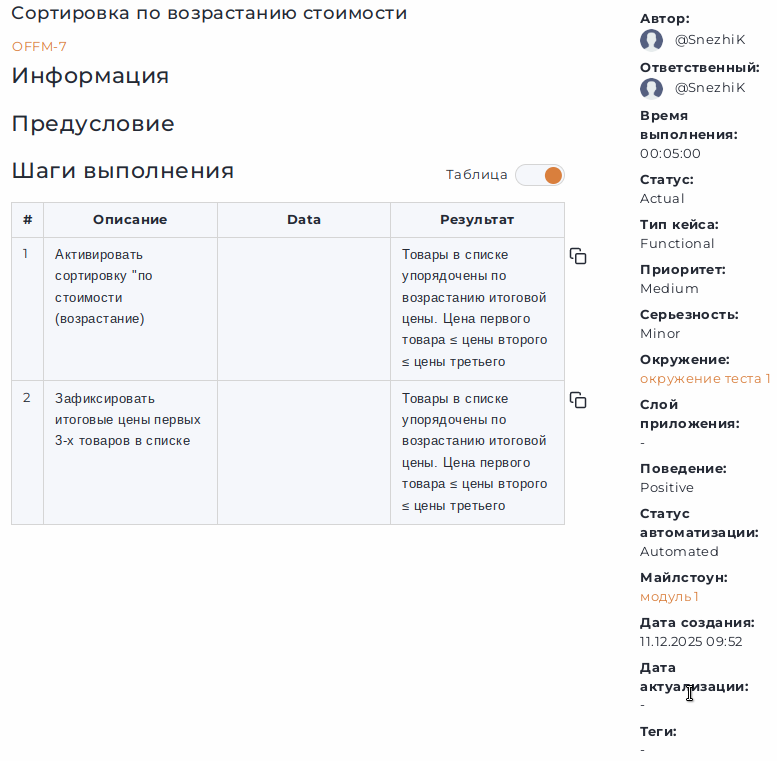 Сортировка по возрастанию стоимости
OFFM-7
Информация
Предусловие
Шаги выполнения
Таблица
# Описание Data Результат
1
Активировать
сортировку "по
стоимости
(возрастание)
Товары в списке
упорядочены по
возрастанию итоговой
цены. Цена первого
товара ≤ цены второго
≤ цены третьего
2
Зафиксировать
итоговые цены первых
3-х товаров в списке
Товары в списке
упорядочены по
возрастанию итоговой
цены. Цена первого
товара ≤ цены второго
≤ цены третьего
Автор:
@SnezhiK
Ответственный:
@SnezhiK
Время
выполнения:
00:05:00
Статус:
Actual
Тип кейса:
Functional
Приоритет:
Medium
Серьезность:
Minor
Окружение:
окружение теста 1
Слой
приложения:
-
Поведение:
Positive
Статус
автоматизации:
Automated
Майлстоун:
модуль 1
Дата создания:
11.12.2025 09:52
Дата
актуализации:
-
Теги:
-